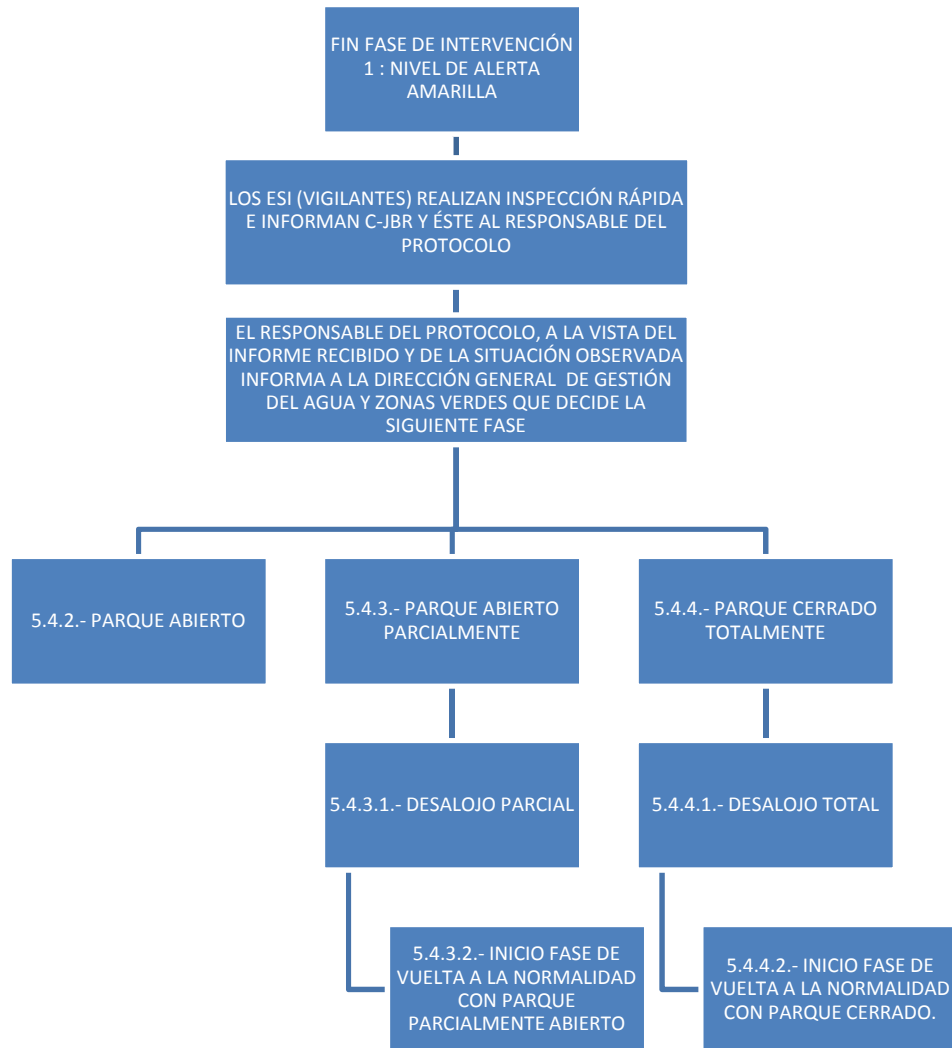 FIN FASE DE INTERVENCIÓN
1 : NIVEL DE ALERTA
AMARILLA
LOS ESI (VIGILANTES) REALIZAN INSPECCIÓN RÁPIDA
E INFORMAN C-JBR Y ÉSTE AL RESPONSABLE DEL
PROTOCOLO
EL RESPONSABLE DEL PROTOCOLO, A LA VISTA DEL
INFORME RECIBIDO Y DE LA SITUACIÓN OBSERVADA
INFORMA A LA DIRECCIÓN GENERAL DE GESTIÓN
DEL AGUA Y ZONAS VERDES QUE DECIDE LA
SIGUIENTE FASE
5.4.2.- PARQUE ABIERTO
5.4.3.- PARQUE ABIERTO
PARCIALMENTE
5.4.4.- PARQUE CERRADO
TOTALMENTE
5.4.3.1.- DESALOJO PARCIAL
5.4.4.1.- DESALOJO TOTAL
5.4.3.2.- INICIO FASE DE
VUELTA A LA NORMALIDAD
CON PARQUE
PARCIALMENTE ABIERTO
5.4.4.2.- INICIO FASE DE
VUELTA A LA NORMALIDAD
CON PARQUE CERRADO.